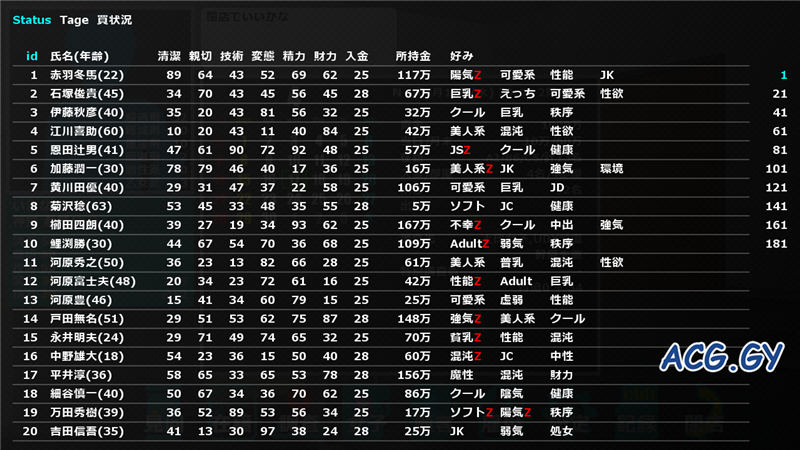 Status Tage 買状況
閉店でいいかな
id 氏名(年齢) 清潔 親切 技術 変態 精力 財力 入金 所持金 好み
1 赤羽冬馬(22) 89 64 43 52 69 62 25 117万 陽気Z 可愛系 性能 JK 1
2 石塚俊貴(45) 34 70 43 45 56 45 28 67万 巨乳Z えっち 可愛系 性欲 21
3 伊藤秋彦(40) 35 20 43 81 56 32 25 32万 クール 巨乳 秩序 41
4 江川喜助(60) 10 20 43 11 40 84 25 42万 美人系 混沌 性欲 61
5 恩田辻男(41) 47 61 90 72 92 48 25 57万 JSZ クール 健康 81
6 加藤潤一(30) 78 79 46 40 17 36 25 16万 美人系Z JK 強気 環境 101
7 黄川田優(40) 29 31 47 37 22 58 25 106万 可愛系 巨乳 JD 121
8 菊沢稔(63) 53 45 33 48 35 55 28 5万 ソフト JC 健康 141
9 櫛田四朗(40) 39 27 19 34 93 62 25 167万 不幸Z クール 中出 強気 161
10 鯉渕勝(30) 44 67 54 70 36 68 25 109万 AdultZ 弱気 秩序 181
11 河原秀之(50) 36 23 13 82 66 28 25 61万 美人系 普乳 混沌 性欲
12 河原富士夫(48) 20 34 23 72 61 16 25 42万 性能Z Adult 巨乳
13 河原豊(46) 15 41 34 60 79 15 25 25万 可愛系 虚弱 性能
14 戸田無名(51) 29 51 53 62 75 87 28 148万 強気Z 美人系 クール
15 永井明夫(24) 29 71 49 74 65 32 25 70万 貧乳Z 性能 混沌
16 中野雄大(18) 54 23 36 15 50 40 28 60万 混沌Z JC 中性
17 平井淳(36) 58 65 33 65 53 78 28 156万 魔性 混沌 財力
18 細谷慎一(40) 50 67 34 36 70 62 25 86万 クール 陰気 健康
19 万田秀樹(39) 36 52 89 53 56 34 25 17万 ソフトZ 陽気Z 秩序
20 吉田信吾(35) 41 13 30 97 38 24 28 25万 JK 弱気 処女
ACG.GY